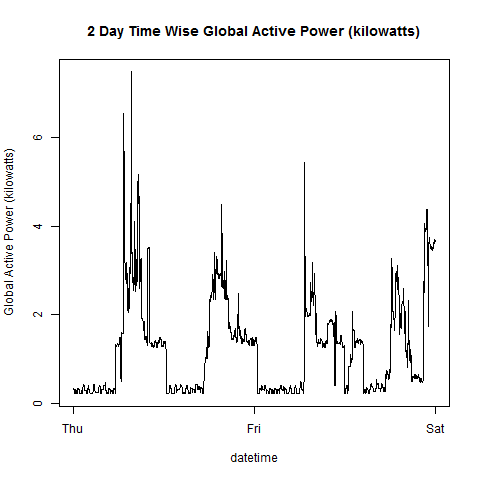 2 Day Time Wise Global Active Power (kilowatts)
Global Active Power (kilowatts)
6
4
2
0
Thu Fri Sat
datetime